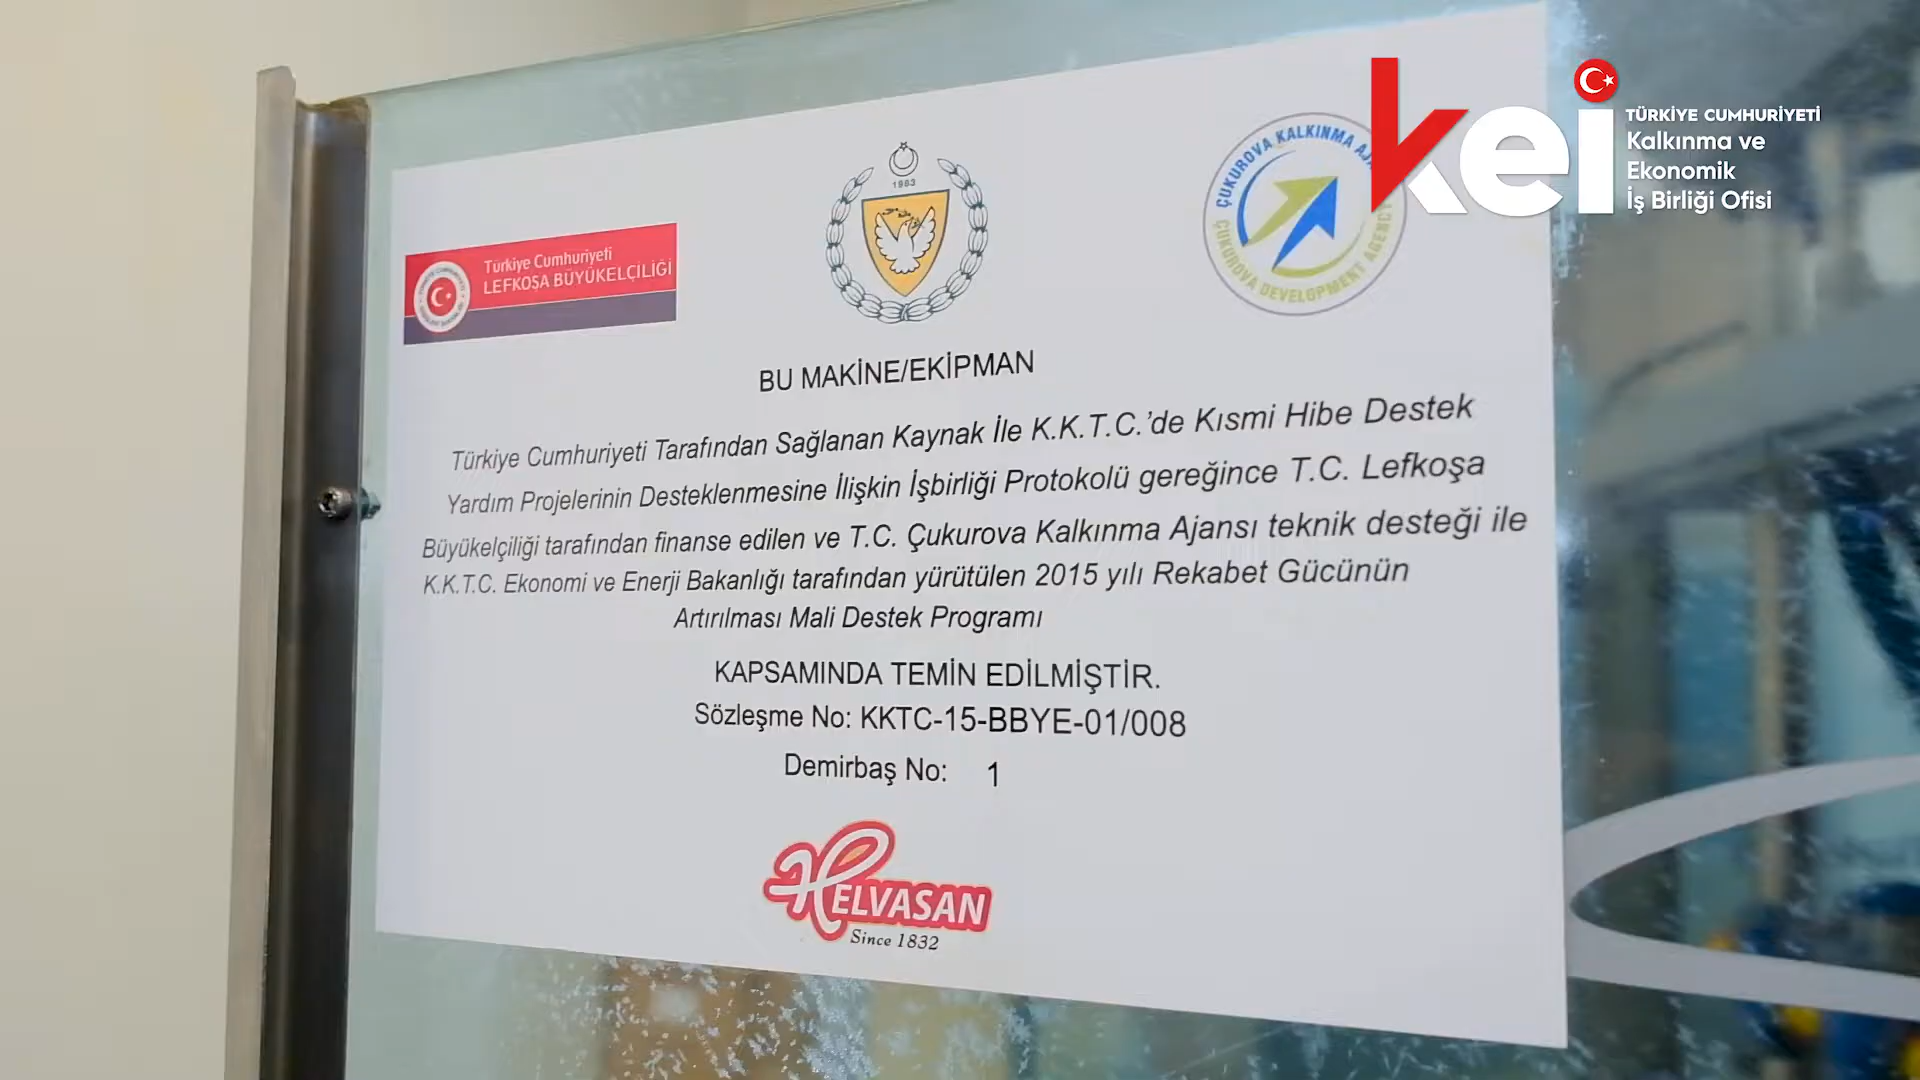 kei
TÜRKİYE CUMHURİYETİ
Kalkınma ve
Ekonomik
İş Birliği Ofisi
Türkiye Cumhuriyeti
LEFKOŞA BÜYÜKELÇİLİĞİ
1983
ÇUKUROVA KALKINMA
ÇUKUROVA DEVELOPMENT AGENCY
BU MAKİNE/EKİPMAN
Türkiye Cumhuriyeti Tarafından Sağlanan Kaynak İle K.K.T.C.'de Kısmi Hibe Destek
Yardım Projelerinin Desteklenmesine İlişkin İşbirliği Protokolü gereğince T.C. Lefkoşa
Büyükelçiliği tarafından finanse edilen ve T.C. Çukurova Kalkınma Ajansı teknik desteği ile
K.K.T.C. Ekonomi ve Enerji Bakanlığı tarafından yürütülen 2015 yılı Rekabet Gücünün
Artırılması Mali Destek Programı
KAPSAMINDA TEMİN EDİLMİŞTİR.
Sözleşme No: KKTC-15-BBYE-01/008
Demirbaş No: 1
HELVASAN
Since 1832